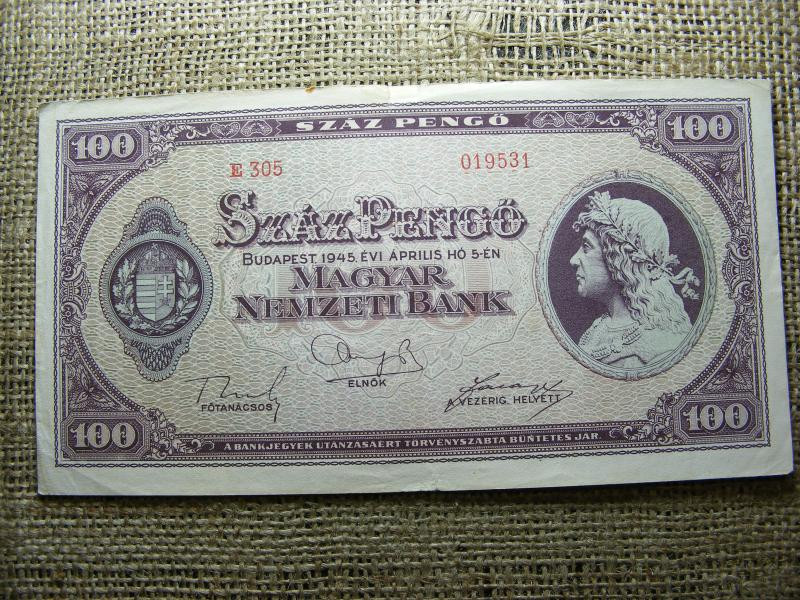 SZÁZ PENGŐ
100
100
E 305
019531
SZÁZ PENGŐ
BUDAPEST 1945. ÉVI ÁPRILIS HÓ 5-ÉN
MAGYAR
NEMZETI BANK
ELNÖK
FŐTANÁCSOS
A VEZÉRIG. HELYETT
100
100
A BANKJEGYEK UTÁNZÁSÁÉRT TÖRVÉNYSZABTA BÜNTETÉS JÁR.